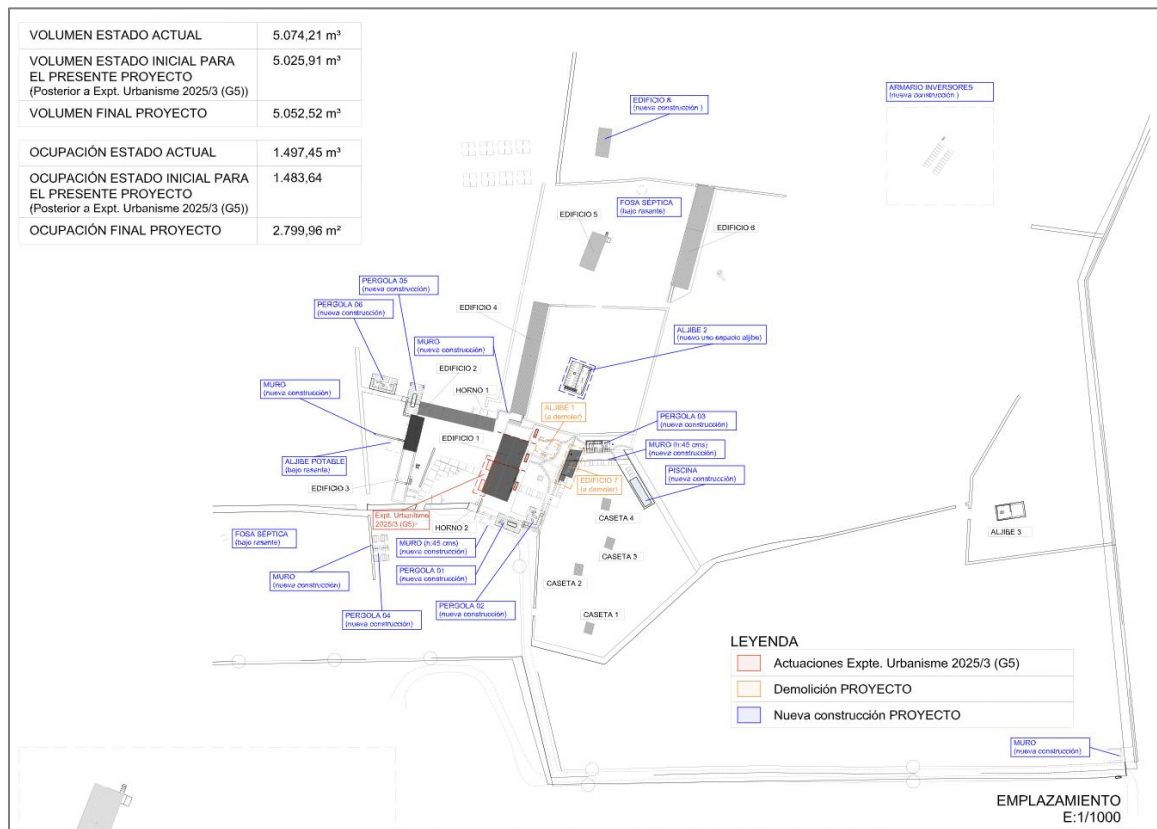 VOLUMEN ESTADO ACTUAL 5.074,21 m³
VOLUMEN ESTADO INICIAL PARA 5.025,91 m³
EL PRESENTE PROYECTO
(Posterior a Expt. Urbanisme 2025/3 (G5))
VOLUMEN FINAL PROYECTO 5.052,52 m³
OCUPACIÓN ESTADO ACTUAL 1.497,45 m³
OCUPACIÓN ESTADO INICIAL PARA 1.483,64
EL PRESENTE PROYECTO
(Posterior a Expt. Urbanisme 2025/3 (G5))
OCUPACIÓN FINAL PROYECTO 2.799,96 m²
ARMARIO INVERSORES
(nueva construcción )
EDIFICIO 8
(nueva construcción )
FOSA SÉPTICA
(bajo rasante)
EDIFICIO 5
EDIFICIO 6
PERGOLA 05
(nueva construcción)
PERGOLA 06
(nueva construcción)
EDIFICIO 4
MURO
(nueva construcción)
ALJIBE 2
(nuevo uno espacio aljibe)
EDIFICIO 2
HORNO 1
MURO
(nueva construcción)
ALJIBE 1
(a demoler)
PERGOLA 03
(nueva construcción)
EDIFICIO 1
MURO (h:45 cms)
(nueva construcción)
ALJIBE POTABLE
(bajo rasante)
PISCINA
(nueva construcción)
EDIFICIO 3
EDIFICIO 7
(a demoler)
Expt. Urbanisme
2025/3 (G5)
HORNO 2
CASETA 4
ALJIBE 3
FOSA SÉPTICA
(bajo rasante)
MURO (h:45 cms)
(nueva construcción)
CASETA 3
MURO
(nueva construcción)
PERGOLA 01
(nueva construcción)
CASETA 2
PERGOLA 04
(nueva construcción)
PERGOLA 02
(nueva construcción)
CASETA 1
LEYENDA
Actuaciones Expte. Urbanisme 2025/3 (G5)
Demolición PROYECTO
Nueva construcción PROYECTO
MURO
(nueva construcción)
EMPLAZAMIENTO
E:1/1000